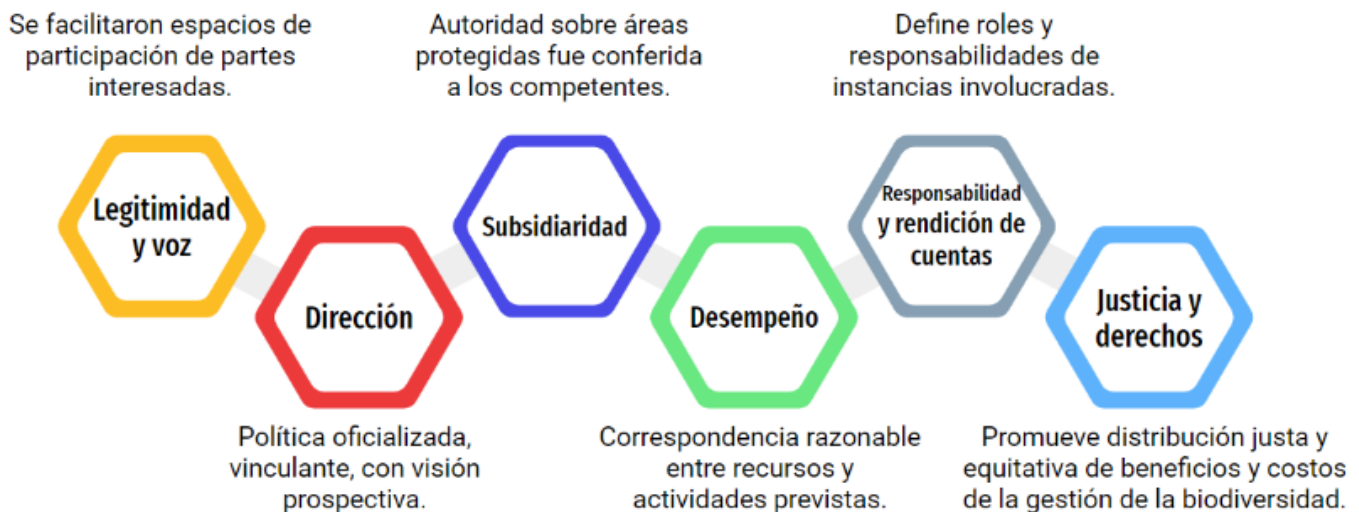 Se facilitaron espacios de
participación de partes
interesadas.
Autoridad sobre áreas
protegidas fue conferida
a los competentes.
Define roles y
responsabilidades de
instancias involucradas.
Legitimidad
y voz
Dirección
Subsidiaridad
Desempeño
Responsabilidad
y rendición de
cuentas
Justicia y
derechos
Política oficializada,
vinculante, con visión
prospectiva.
Correspondencia razonable
entre recursos y
actividades previstas.
Promueve distribución justa y
equitativa de beneficios y costos
de la gestión de la biodiversidad.